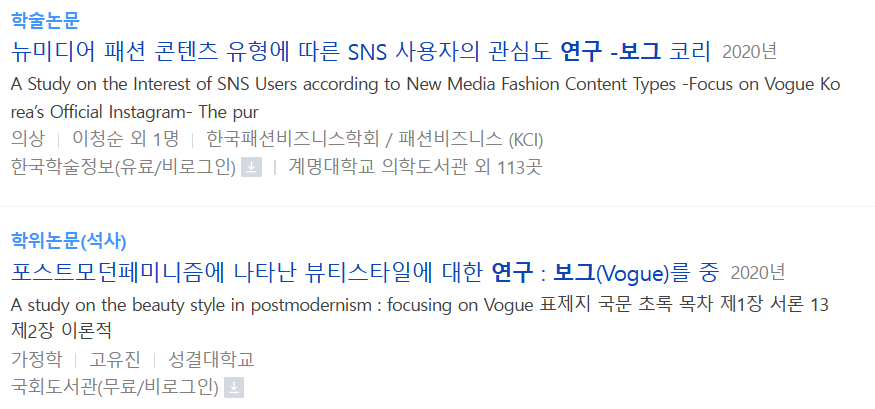 학술논문
뉴미디어 패션 콘텐츠 유형에 따른 SNS 사용자의 관심도 연구 -보그 코리 2020년
A Study on the Interest of SNS Users according to New Media Fashion Content Types -Focus on Vogue Ko
rea's Official Instagram- The pur
의상 | 이청순 외 1명 | 한국패션비즈니스학회 / 패션비즈니스 (KCI)
한국학술정보(유료/비로그인) | 계명대학교 의학도서관 외 113곳
학위논문(석사)
포스트모던페미니즘에 나타난 뷰티스타일에 대한 연구 : 보그(Vogue)를 중 2020년
A study on the beauty style in postmodernism : focusing on Vogue 표제지 국문 초록 목차 제1장 서론 13
제2장 이론적
가정학 | 고유진 | 성결대학교
국회도서관(무료/비로그인)